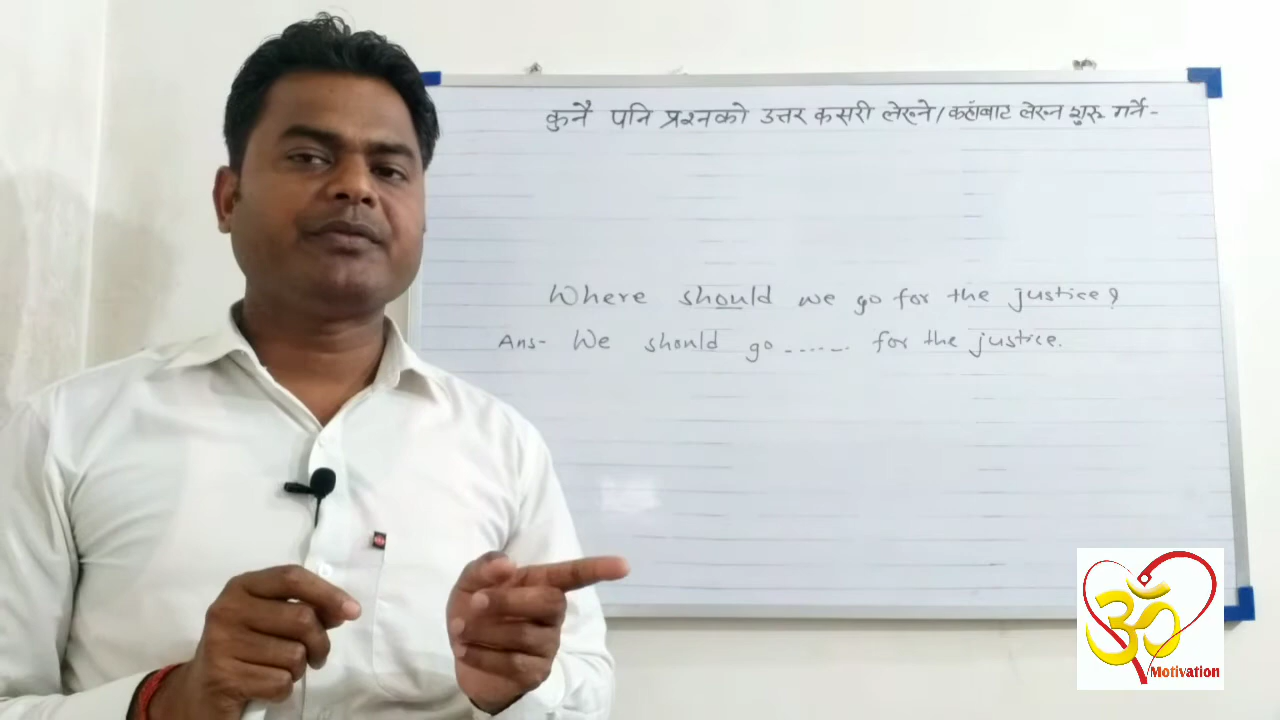 कुनै पनि प्रश्नको उत्तर कसरी लेख्ने/कहाँबाट लेख्न शुरू गर्ने-
Where should we go for the justice?
Ans- We should go ...... for the justice.
ॐ
Motivation